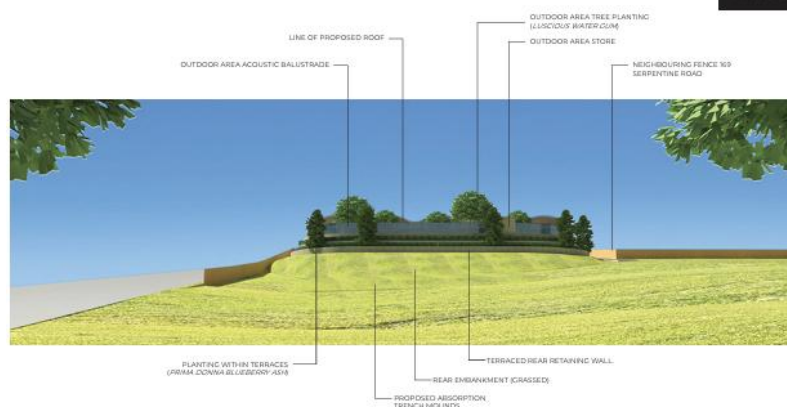 OUTDOOR AREA TREE PLANTING
(LUSCIOUS WATER GUM)
LINE OF PROPOSED ROOF
OUTDOOR AREA STORE
OUTDOOR AREA ACOUSTIC BALUSTRADE
NEIGHBOURING FENCE 169
SERPENTINE ROAD
PLANTING WITHIN TERRACES
(PRIMA DONNA BLUEBERRY ASH)
TERRACED REAR RETAINING WALL
REAR EMBANKMENT (GRASSED)
PROPOSED ABSORPTION
TRENCH MOUNDS